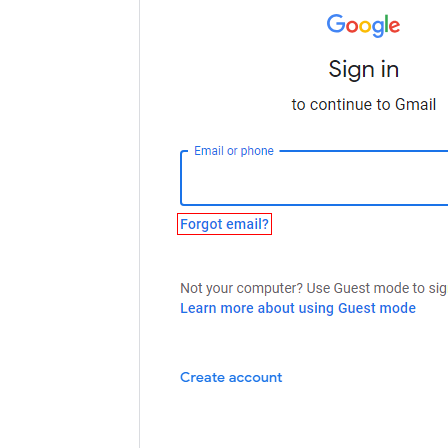 Google
Sign in
to continue to Gmail
Email or phone
Forgot email?
Not your computer? Use Guest mode to sig
Learn more about using Guest mode
Create account